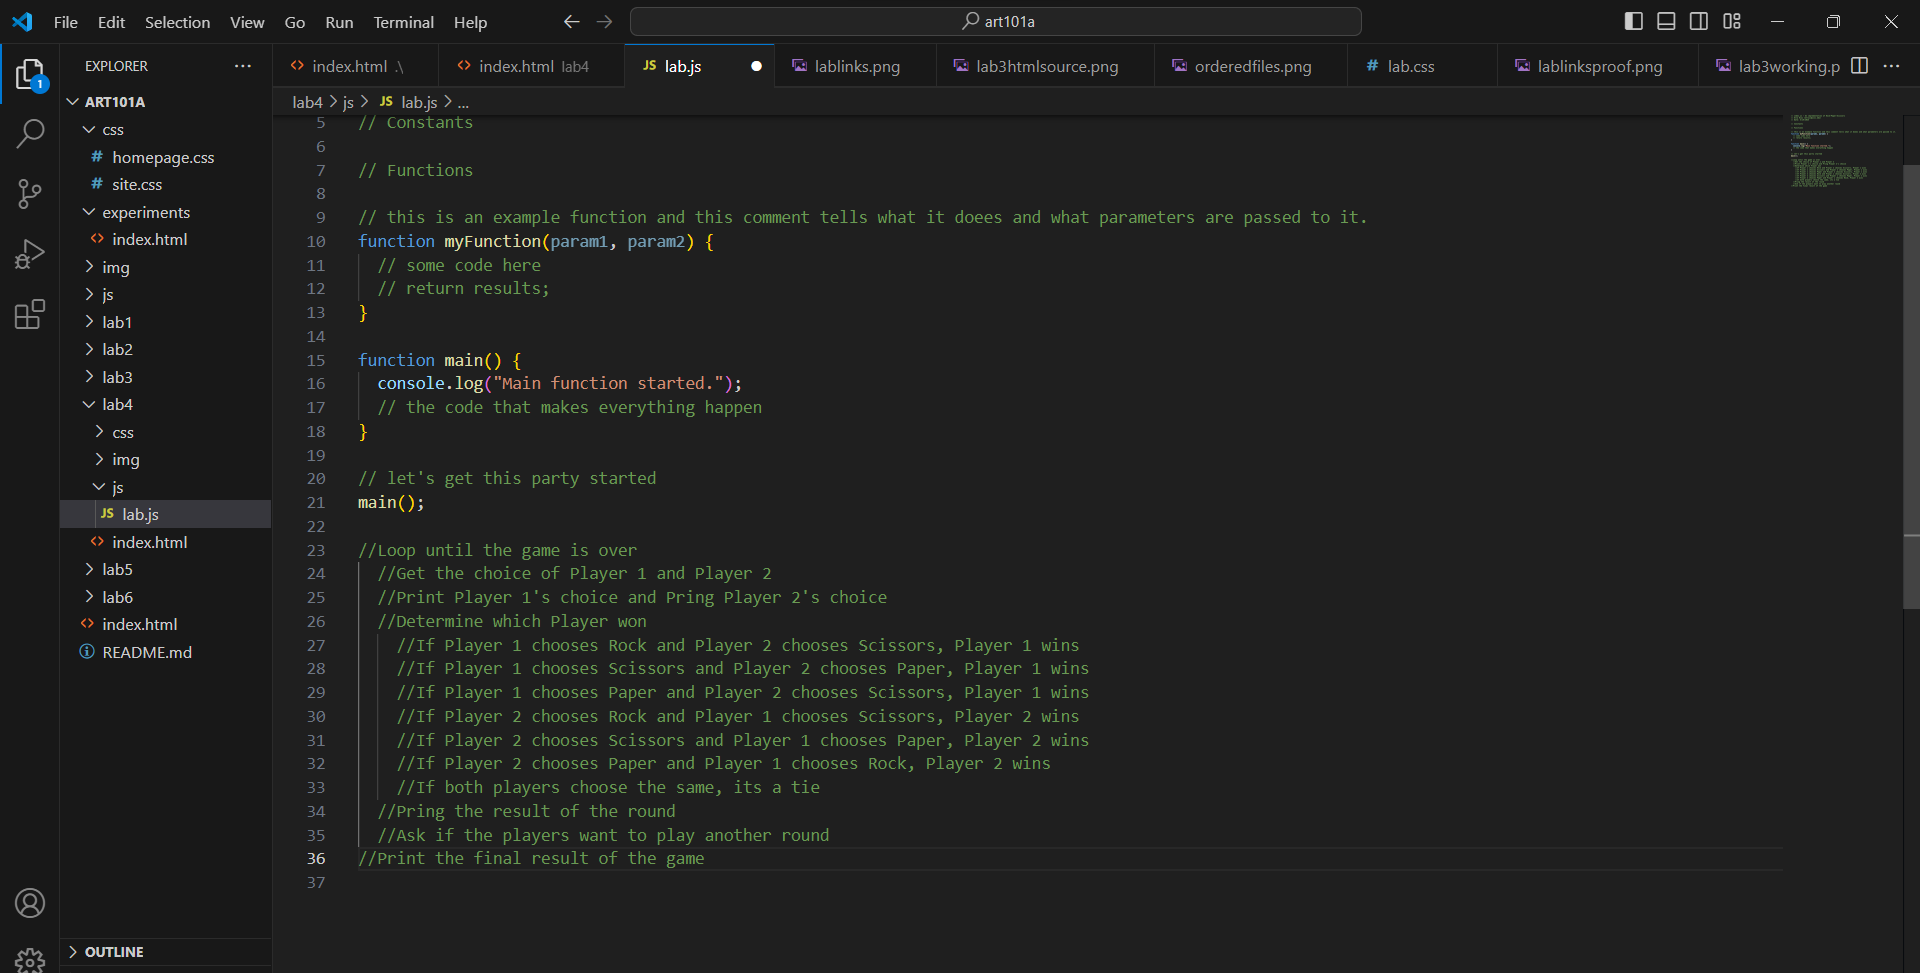 File Edit Selection View Go Run Terminal Help
art101a
EXPLORER
1
index.html .\
index.html lab4
JS lab.js
lablinks.png
lab3htmlsource.png
orderedfiles.png
# lab.css
lablinksproof.png
lab3working.p
ART101A
css
# homepage.css
# site.css
experiments
<> index.html
img
js
lab1
lab2
lab3
lab4
css
img
js
JS lab.js
<> index.html
lab5
lab6
<> index.html
README.md
OUTLINE
lab4 > js > JS lab.js > ...
5 // Constants
6
7 // Functions
8
9 // this is an example function and this comment tells what it doees and what parameters are passed to it.
10 function myFunction(param1, param2) {
11 // some code here
12 // return results;
13 }
14
15 function main() {
16 console.log("Main function started.");
17 // the code that makes everything happen
18 }
19
20 // let's get this party started
21 main();
22
23 //Loop until the game is over
24 //Get the choice of Player 1 and Player 2
25 //Print Player 1's choice and Pring Player 2's choice
26 //Determine which Player won
27 //If Player 1 chooses Rock and Player 2 chooses Scissors, Player 1 wins
28 //If Player 1 chooses Scissors and Player 2 chooses Paper, Player 1 wins
29 //If Player 1 chooses Paper and Player 2 chooses Scissors, Player 1 wins
30 //If Player 2 chooses Rock and Player 1 chooses Scissors, Player 2 wins
31 //If Player 2 chooses Scissors and Player 1 chooses Paper, Player 2 wins
32 //If Player 2 chooses Paper and Player 1 chooses Rock, Player 2 wins
33 //If both players choose the same, its a tie
34 //Pring the result of the round
35 //Ask if the players want to play another round
36 //Print the final result of the game
37